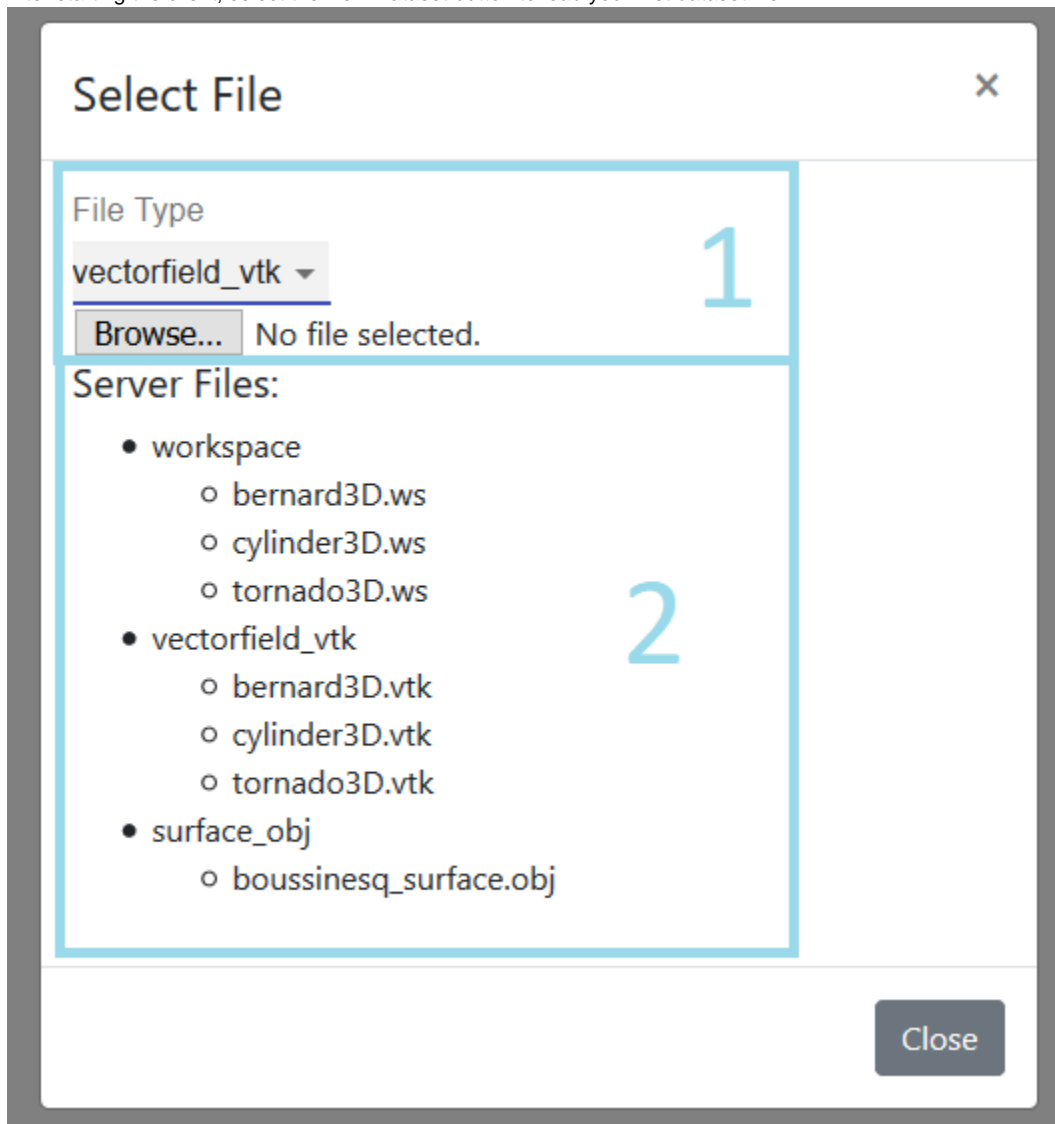 Select File
×
File Type
vectorfield_vtk
1
Browse... No file selected.
Server Files:
• workspace
○ bernard3D.ws
○ cylinder3D.ws
○ tornado3D.ws
2
• vectorfield_vtk
○ bernard3D.vtk
○ cylinder3D.vtk
○ tornado3D.vtk
• surface_obj
○ boussinesq_surface.obj
Close